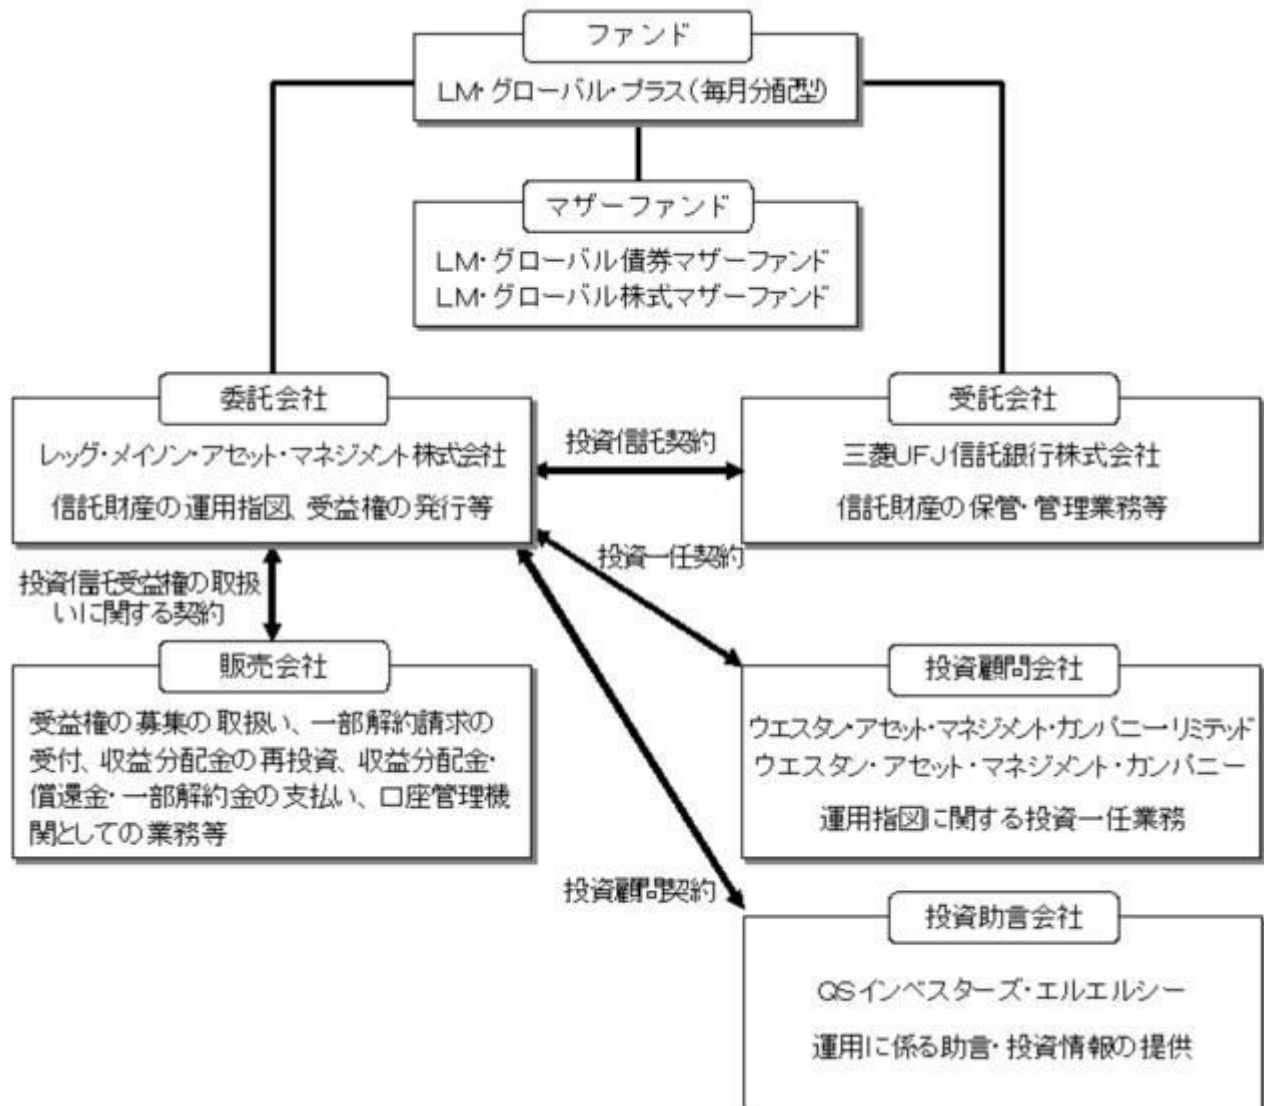 ファンド
LM・グローバル・プラス(毎月分配型)
マザーファンド
LM・グローバル債券マザーファンド
LM・グローバル株式マザーファンド
委託会社
レッグ・メイソン・アセット・マネジメント株式会社
信託財産の運用指図、受益権の発行等
投資信託契約
受託会社
三菱UFJ信託銀行株式会社
信託財産の保管・管理業務等
投資信託受益権の取扱
いに関する契約
投資一任契約
販売会社
受益権の募集の取扱い、一部解約請求の
受付、収益分配金の再投資、収益分配金・
償還金・一部解約金の支払い、口座管理機
関としての業務等
投資顧問会社
ウエスタン・アセット・マネジメント・カンパニー・リミテッド
ウエスタン・アセット・マネジメント・カンパニー
運用指図に関する投資一任業務
投資顧問契約
投資助言会社
QSインベスターズ・エルエルシー
運用に係る助言・投資情報の提供